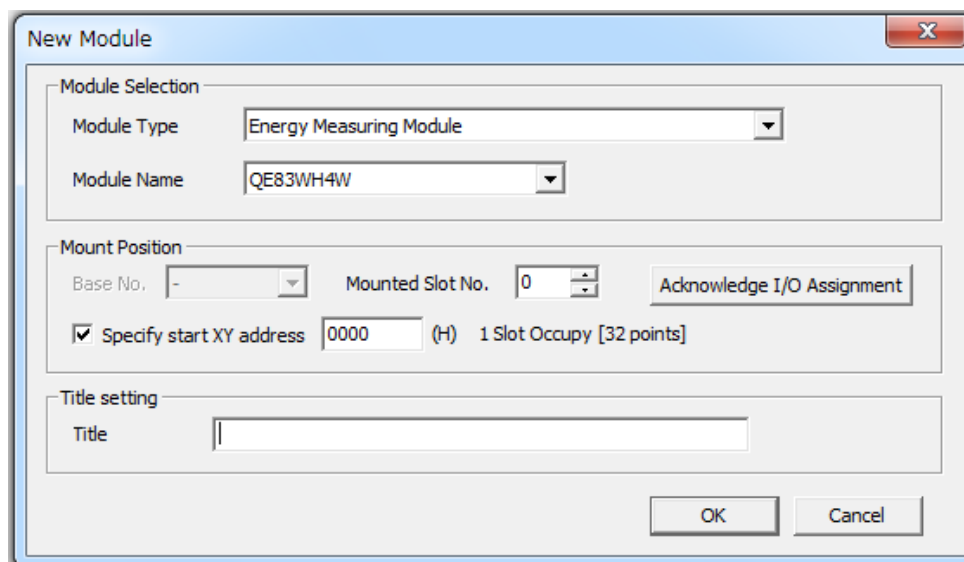 New Module
Module Selection
Module Type Energy Measuring Module
Module Name QE83WH4W
Mount Position
Base No. - Mounted Slot No. 0 Acknowledge I/O Assignment
Specify start XY address 0000 (H) 1 Slot Occupy [32 points]
Title setting
Title
OK Cancel